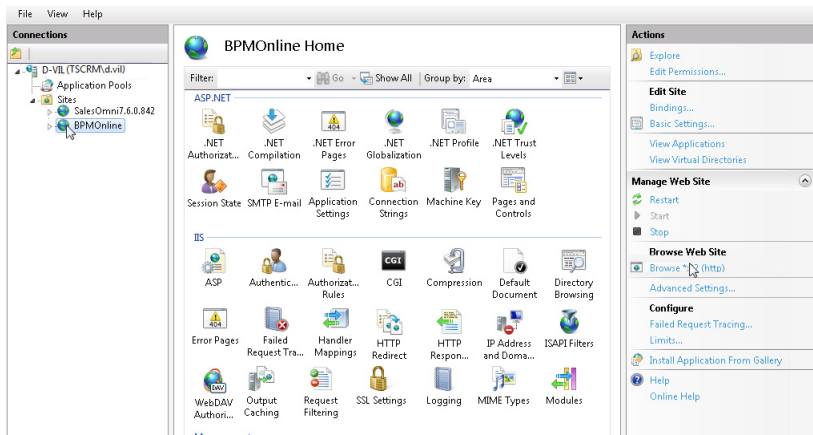 File View Help
Connections
D-VIL (TSCRM\d.vil)
Application Pools
Sites
SalesOmni7.6.0.842
BPMOnline
BPMOnline Home
Filter: Go Show All Group by: Area
ASP.NET
.NET Authorizat...
.NET Compilation
.NET Error Pages
.NET Globalization
.NET Profile
.NET Trust Levels
Session State
SMTP E-mail
Application Settings
Connection Strings
Machine Key
Pages and Controls
IIS
ASP
Authentic...
Authorizat... Rules
CGI
Compression
Default Document
Directory Browsing
Error Pages
Failed Request Tra...
Handler Mappings
HTTP Redirect
HTTP Respon...
IP Address and Doma...
ISAPI Filters
WebDAV Authori...
Output Caching
Request Filtering
SSL Settings
Logging
MIME Types
Modules
Actions
Explore
Edit Permissions...
Edit Site
Bindings...
Basic Settings...
View Applications
View Virtual Directories
Manage Web Site
Restart
Start
Stop
Browse Web Site
Browse (http)
Advanced Settings...
Configure
Failed Request Tracing...
Limits...
Install Application From Gallery
Help
Online Help